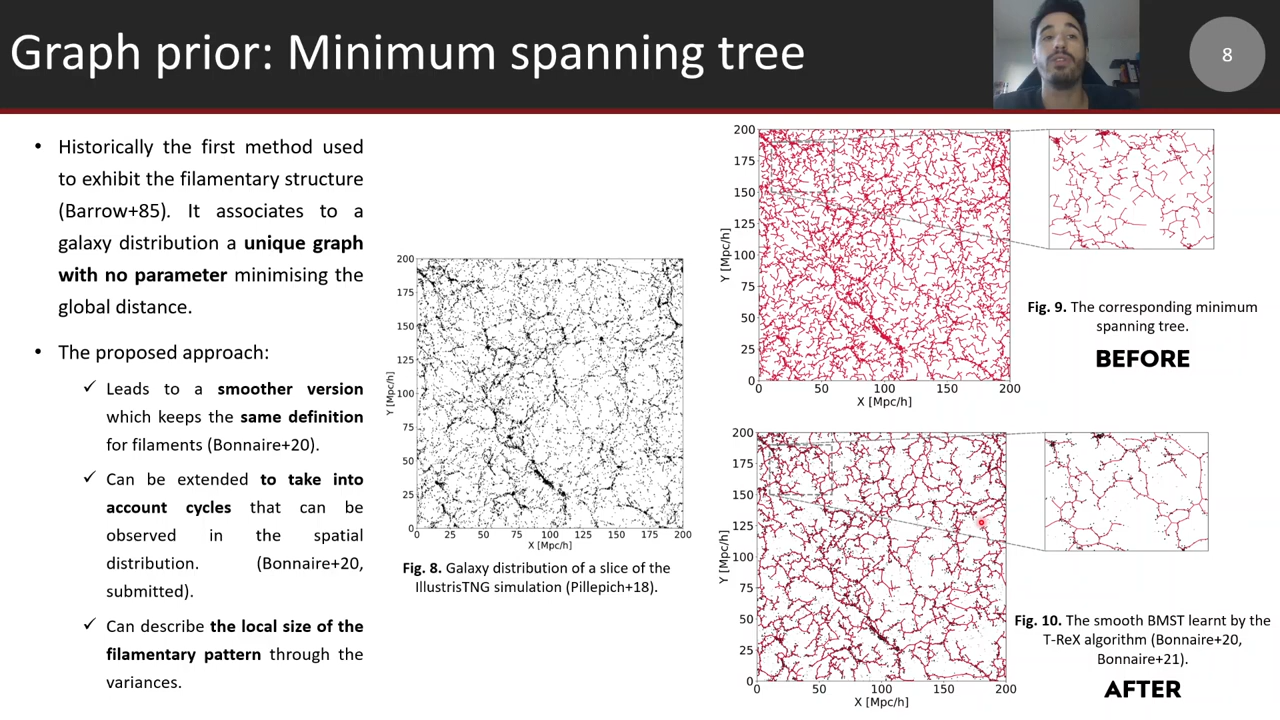 Graph prior: Minimum spanning tree
8
• Historically the first method used
to exhibit the filamentary structure
(Barrow+85). It associates to a
galaxy distribution a unique graph
with no parameter minimising the
global distance.
• The proposed approach:
✓ Leads to a smoother version
which keeps the same definition
for filaments (Bonnaire+20).
✓ Can be extended to take into
account cycles that can be
observed in the spatial
distribution. (Bonnaire+20,
submitted).
✓ Can describe the local size of the
filamentary pattern through the
variances.
200
175
150
125
100
75
50
25
0
Y [Mpc/h]
0 25 50 75 100 125 150 175 200
X [Mpc/h]
Fig. 8. Galaxy distribution of a slice of the
IllustrisTNG simulation (Pillepich+18).
200
175
150
125
100
75
50
25
0
Y [Mpc/h]
0 50 100 150 200
X [Mpc/h]
Fig. 9. The corresponding minimum
spanning tree.
BEFORE
200
175
150
125
100
75
50
25
0
Y [Mpc/h]
0 50 100 150 200
X [Mpc/h]
Fig. 10. The smooth BMST learnt by the
T-ReX algorithm (Bonnaire+20,
Bonnaire+21).
AFTER